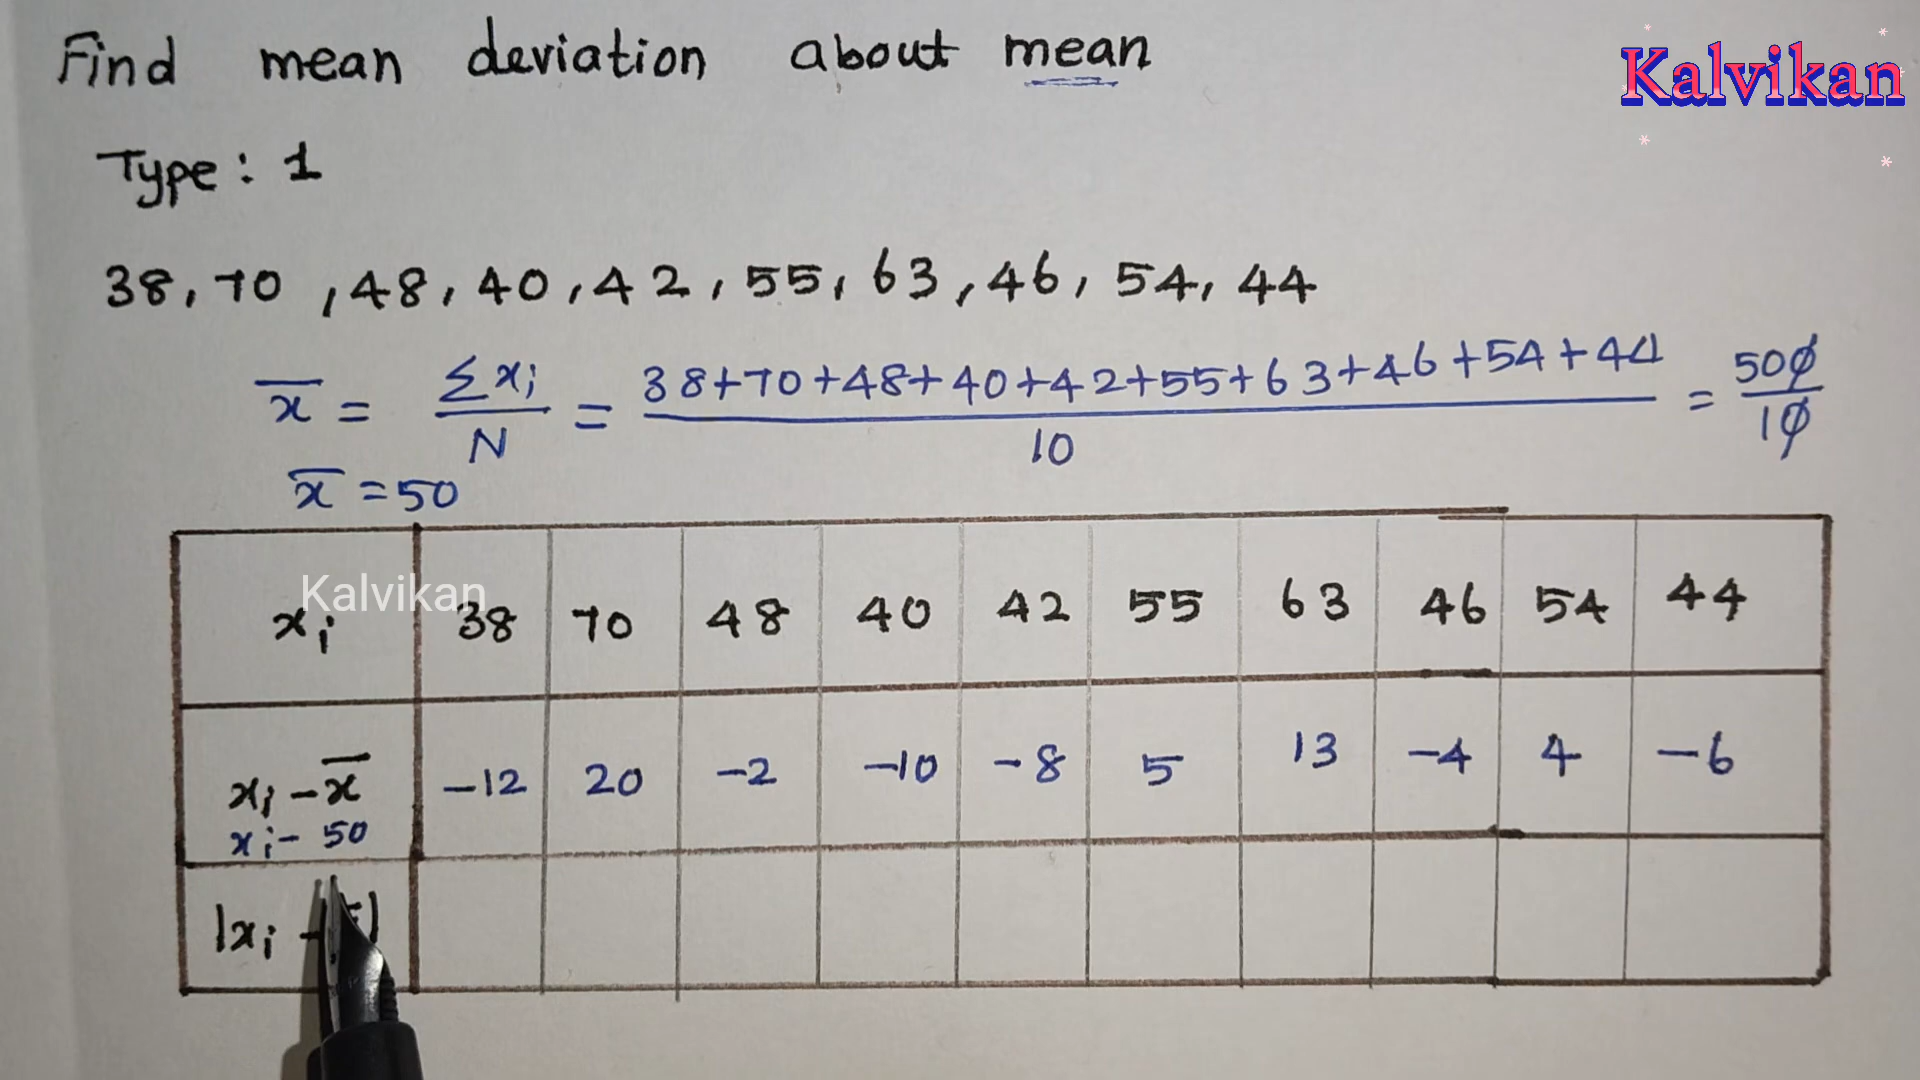 Find mean deviation about mean
Kalvikan
Type : 1
38, 70, 48, 40, 42, 55, 63, 46, 54, 44
x̄ = Σxi/N = 38+70+48+40+42+55+63+46+54+44/10 = 500/10
x̄ = 50
Kalvikan
xi 38 70 48 40 42 55 63 46 54 44
xi - x̄ -12 20 -2 -10 -8 5 13 -4 4 -6
xi - 50
|xi -